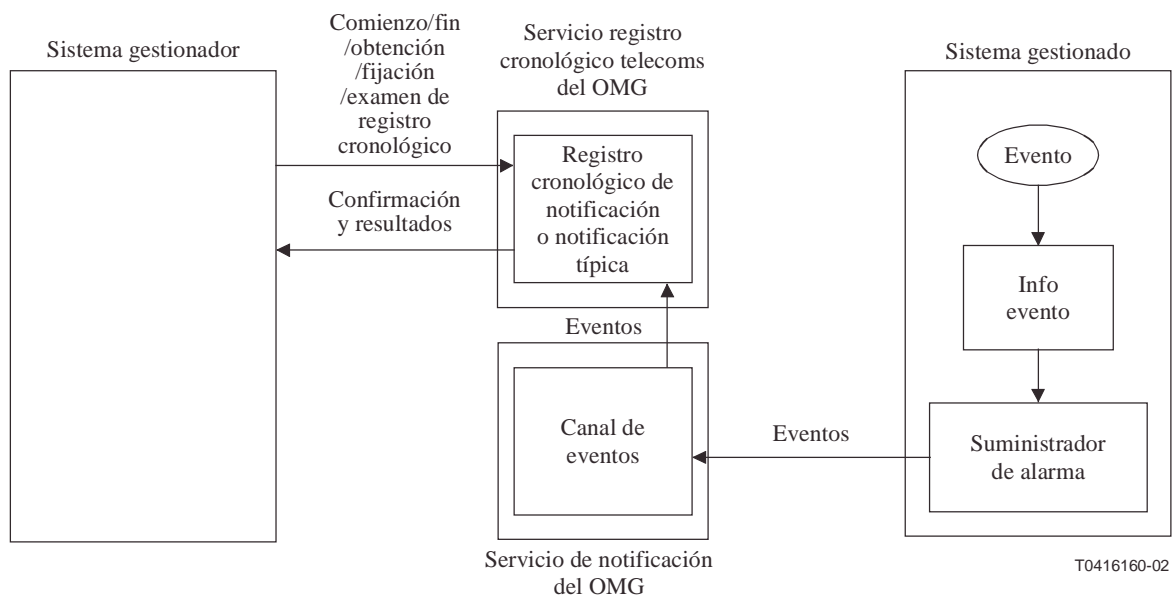 Sistema gestionador
Comienzo/fin
/obtención
/fijación
/examen de
registro
cronológico
Confirmación
y resultados
Servicio registro
cronológico telecoms
del OMG
Registro
cronológico de
notificación
o notificación
típica
Eventos
Canal de
eventos
Servicio de notificación
del OMG
Eventos
Sistema gestionado
Evento
Info
evento
Suministrador
de alarma
T0416160-02